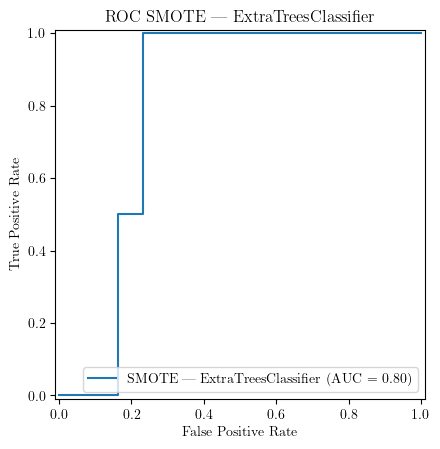 ROC SMOTE — ExtraTreesClassifier
1.0
0.8
0.6
0.4
0.2
0.0
True Positive Rate
SMOTE — ExtraTreesClassifier (AUC = 0.80)
0.0 0.2 0.4 0.6 0.8 1.0
False Positive Rate